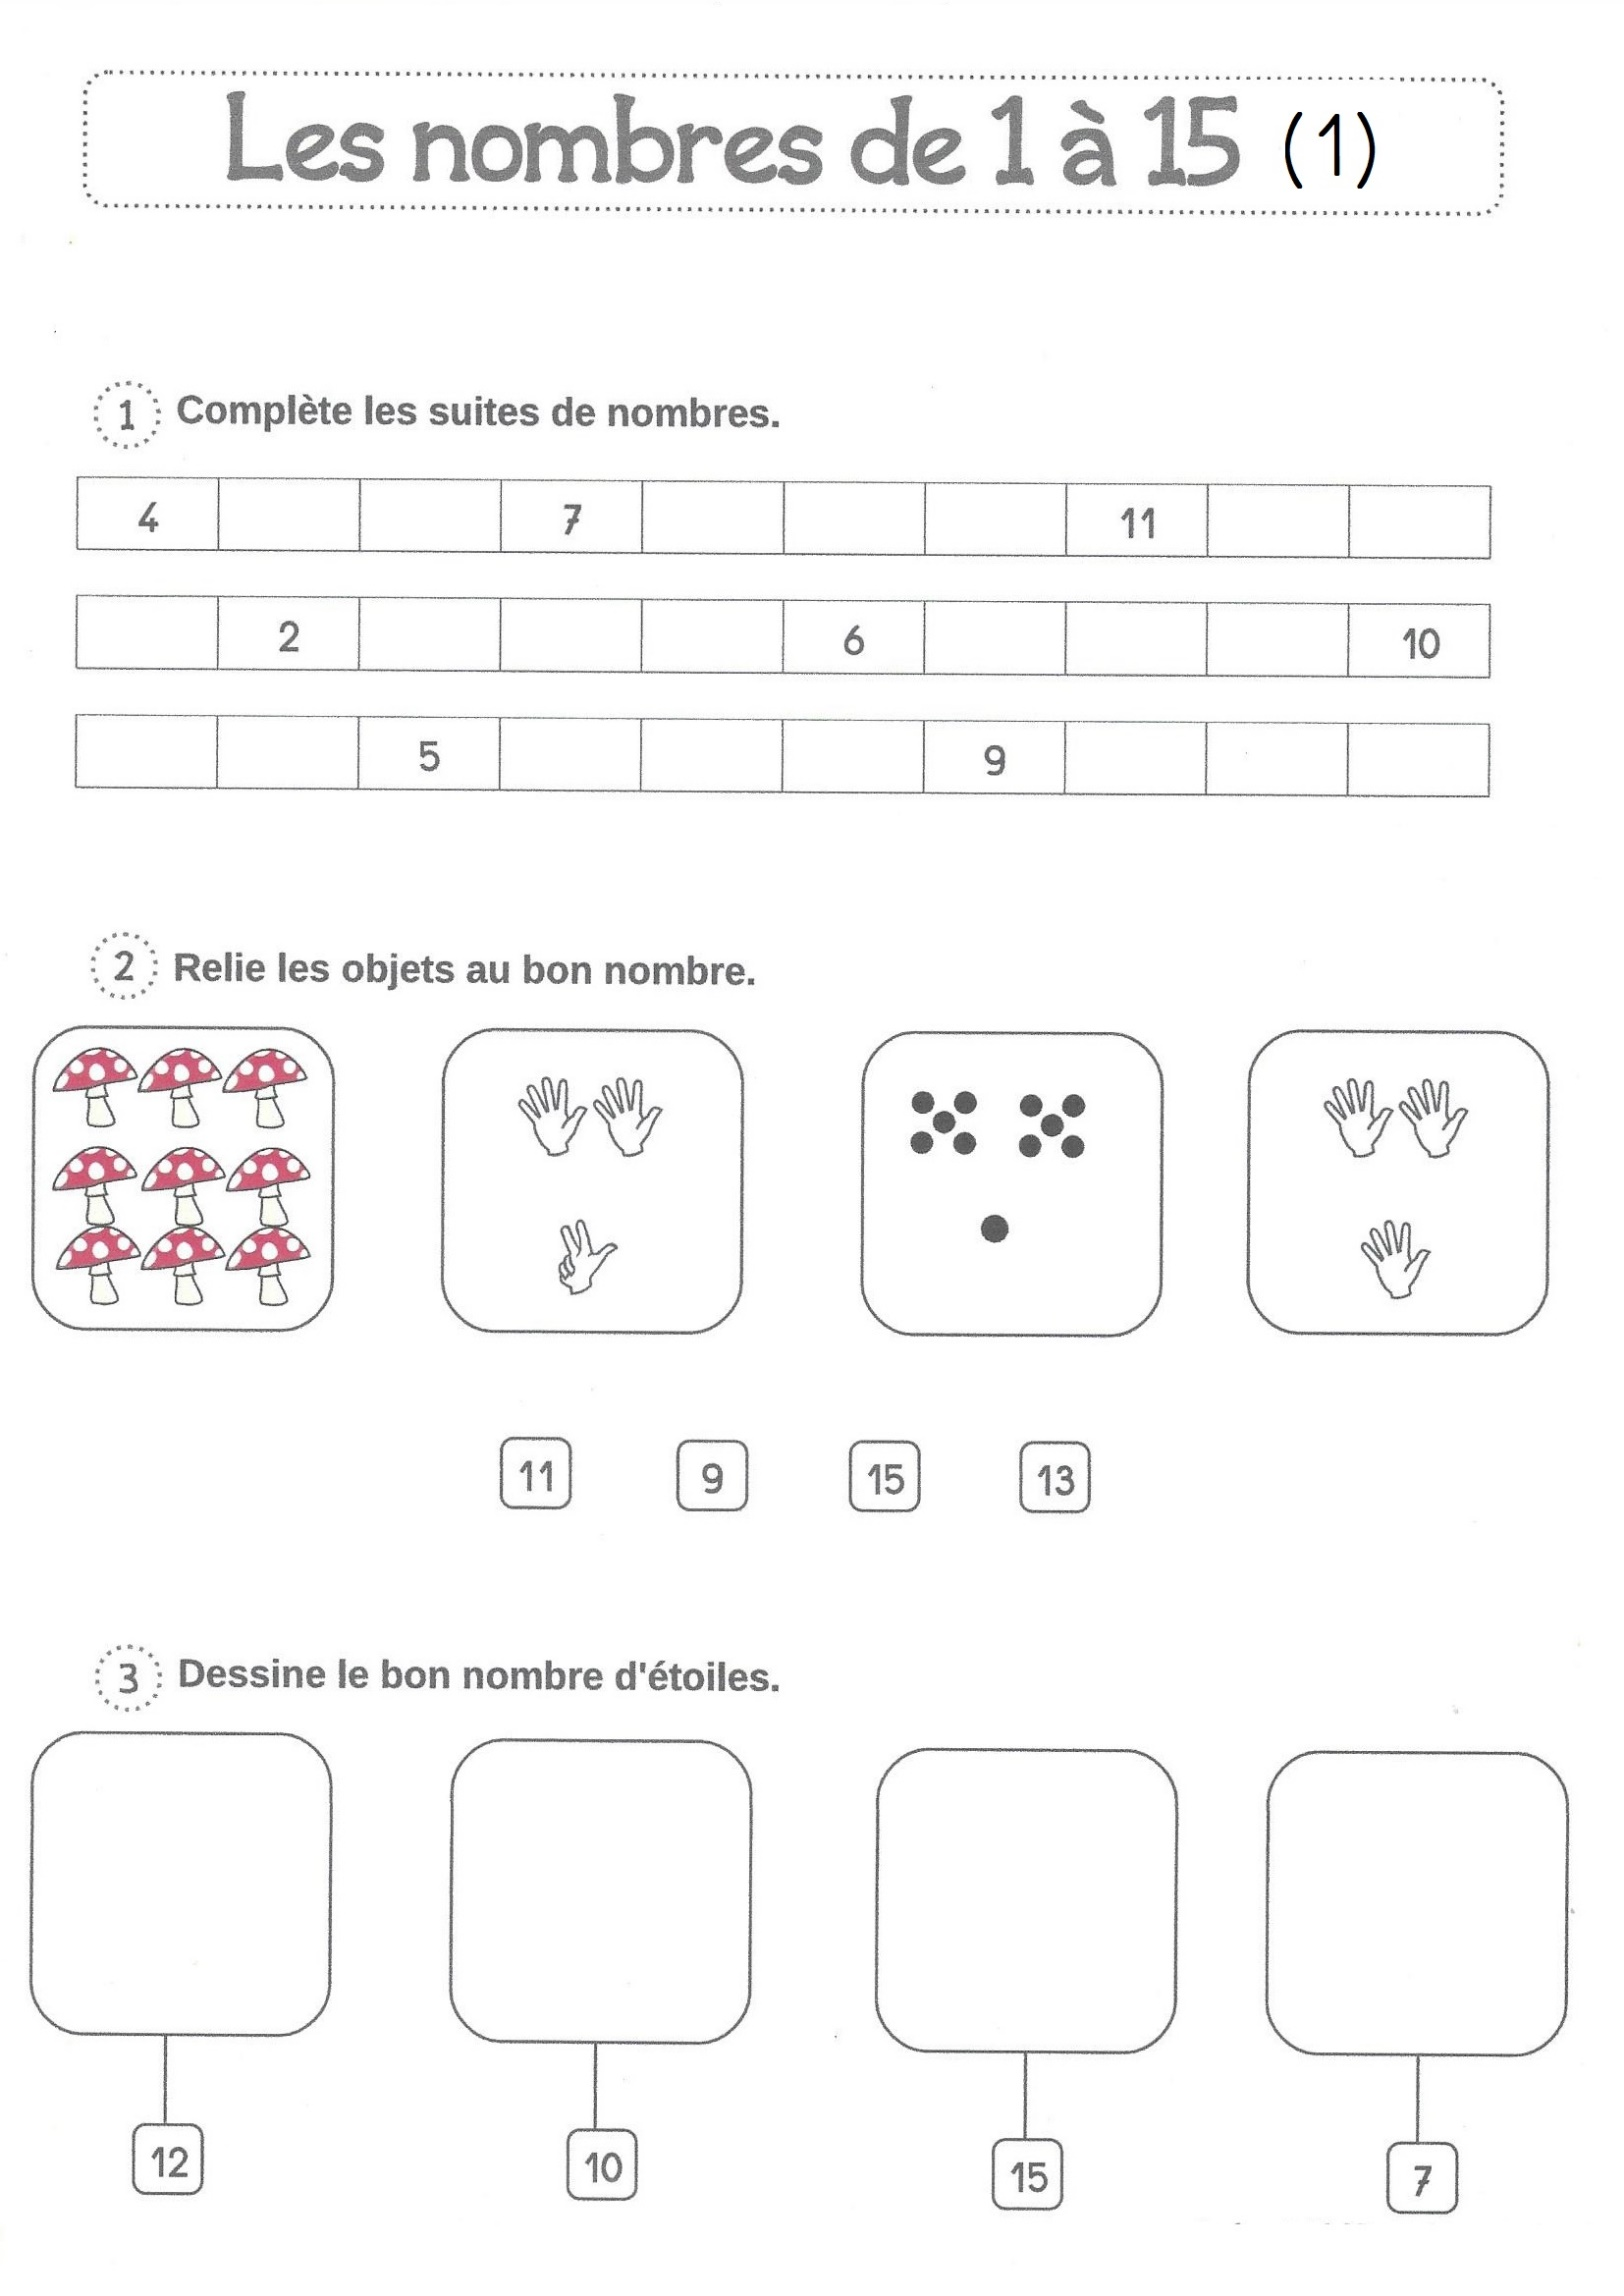 Les nombres de 1 à 15 (1)
1 Complète les suites de nombres.
4 7 11
2 6 10
5 9
2 Relie les objets au bon nombre.
11 9 15 13
3 Dessine le bon nombre d'étoiles.
12 10 15 7